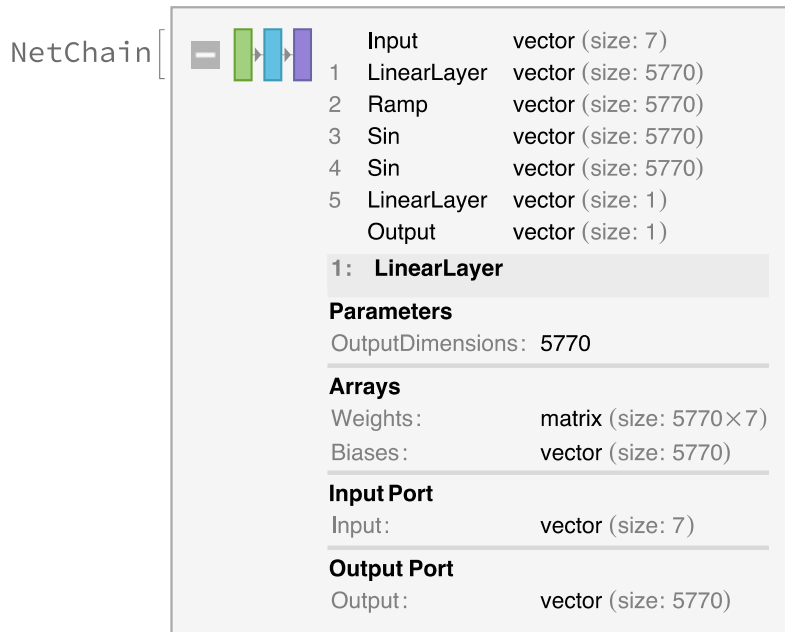 NetChain[
Input vector (size: 7)
1 LinearLayer vector (size: 5770)
2 Ramp vector (size: 5770)
3 Sin vector (size: 5770)
4 Sin vector (size: 5770)
5 LinearLayer vector (size: 1)
Output vector (size: 1)
1: LinearLayer
Parameters
OutputDimensions: 5770
Arrays
Weights: matrix (size: 5770×7)
Biases: vector (size: 5770)
Input Port
Input: vector (size: 7)
Output Port
Output: vector (size: 5770)